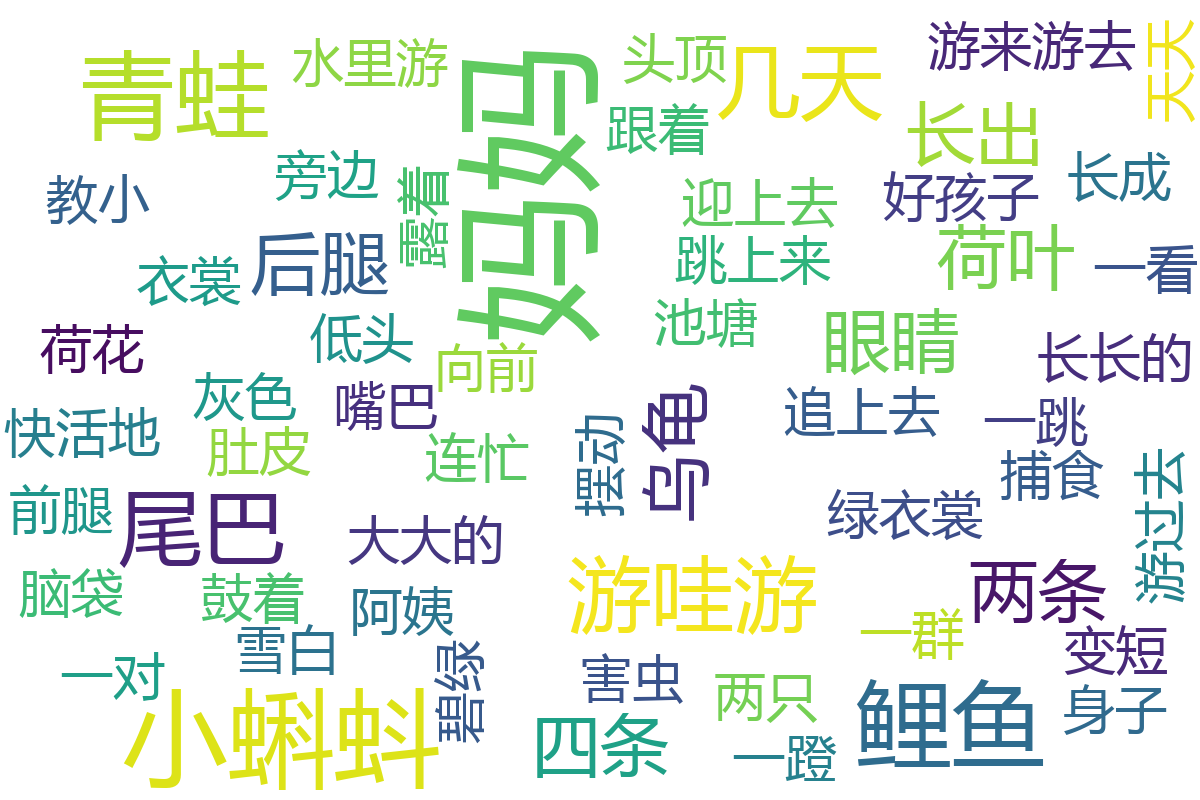 青蛙
水里游
妈妈
头顶
几天
游来游去
天天
跟着
长出
旁边
露着
长成
教小
迎上去
好孩子
后腿
跳上来
荷叶
一看
衣裳
池塘
眼睛
荷花
低头
向前
长长的
灰色
嘴巴
乌龟
追上去
一跳
快活地
肚皮
连忙
摆动
捕食
游过去
前腿
尾巴
大大的
绿衣裳
脑袋
鼓着
阿姨
游哇游
两条
雪白
一群
一对
碧绿
害虫
两只
变短
小蝌蚪
四条
一蹬
鲤鱼
身子